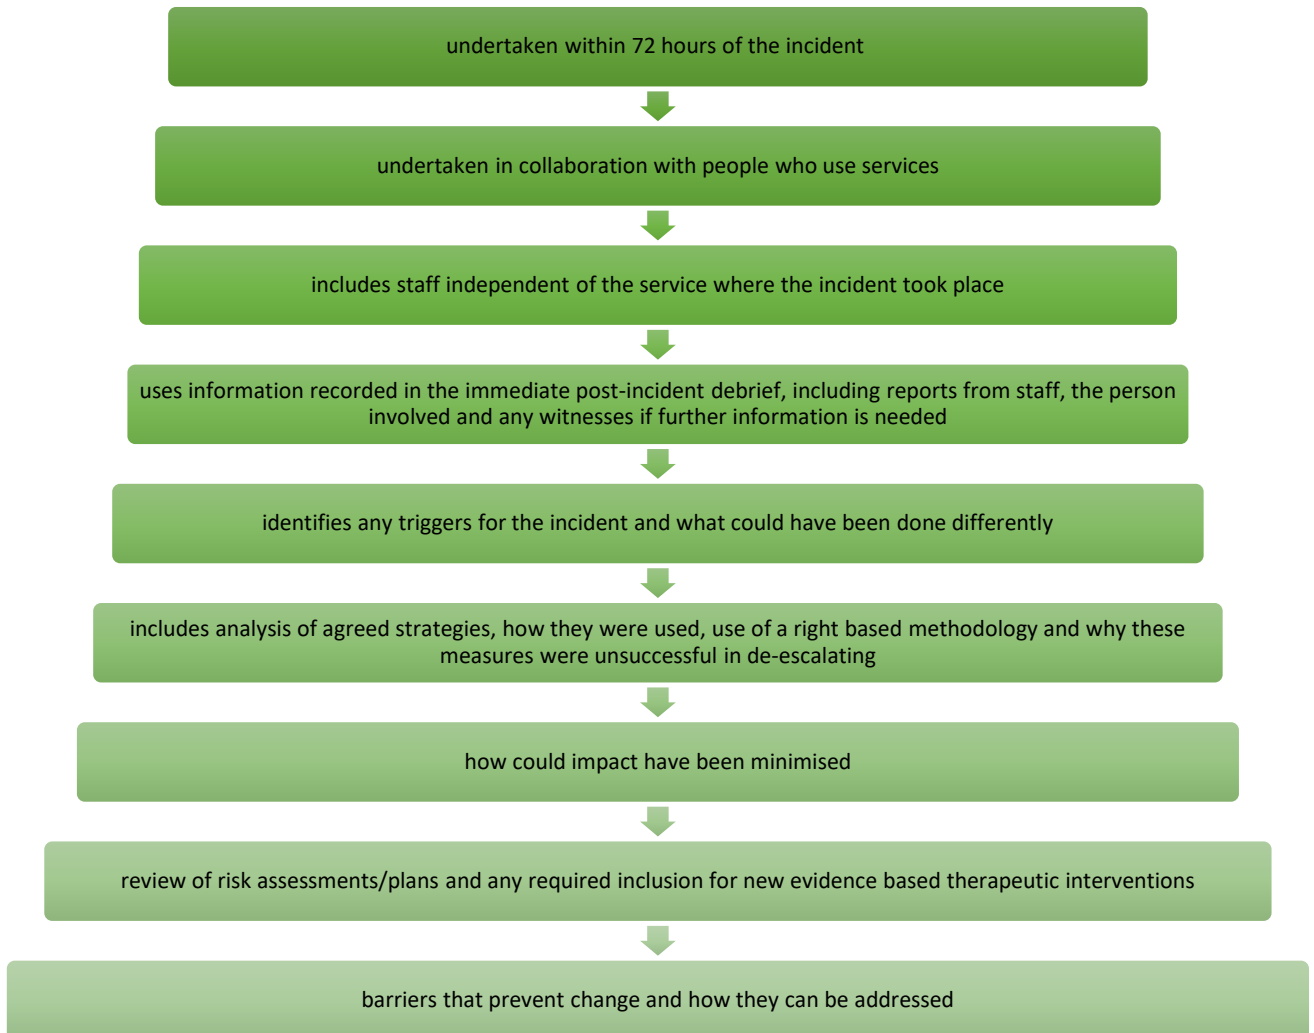 undertaken within 72 hours of the incident
undertaken in collaboration with people who use services
includes staff independent of the service where the incident took place
uses information recorded in the immediate post-incident debrief, including reports from staff, the person
involved and any witnesses if further information is needed
identifies any triggers for the incident and what could have been done differently
includes analysis of agreed strategies, how they were used, use of a right based methodology and why these
measures were unsuccessful in de-escalating
how could impact have been minimised
review of risk assessments/plans and any required inclusion for new evidence based therapeutic interventions
barriers that prevent change and how they can be addressed